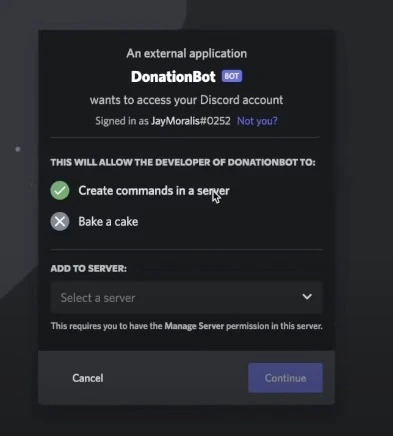 An external application
DonationBot BOT
wants to access your Discord account
Signed in as JayMoralis#0252 Not you?
THIS WILL ALLOW THE DEVELOPER OF DONATIONBOT TO:
Create commands in a server
Bake a cake
ADD TO SERVER:
Select a server
This requires you to have the Manage Server permission in this server.
Cancel
Continue